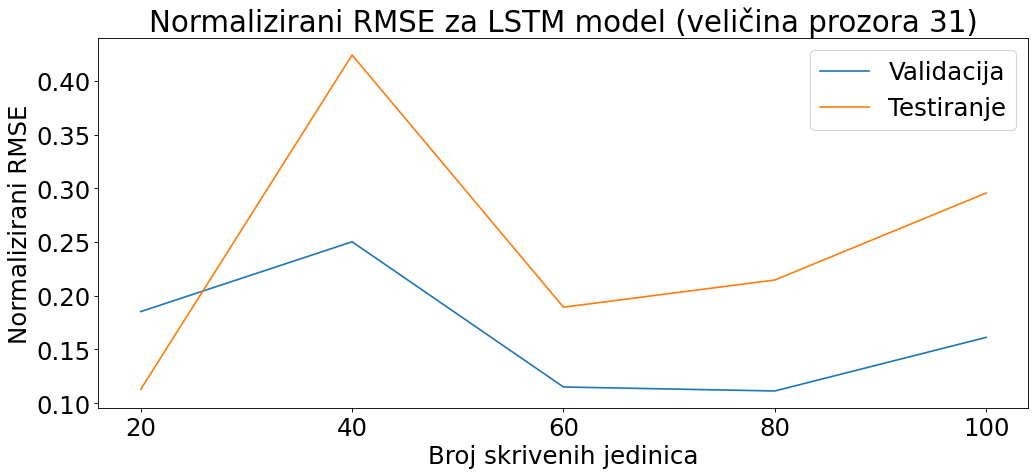 Normalizirani RMSE za LSTM model (veličina prozora 31)
Validacija
Testiranje
Normalizirani RMSE
0.40
0.35
0.30
0.25
0.20
0.15
0.10
20 40 60 80 100
Broj skrivenih jedinica